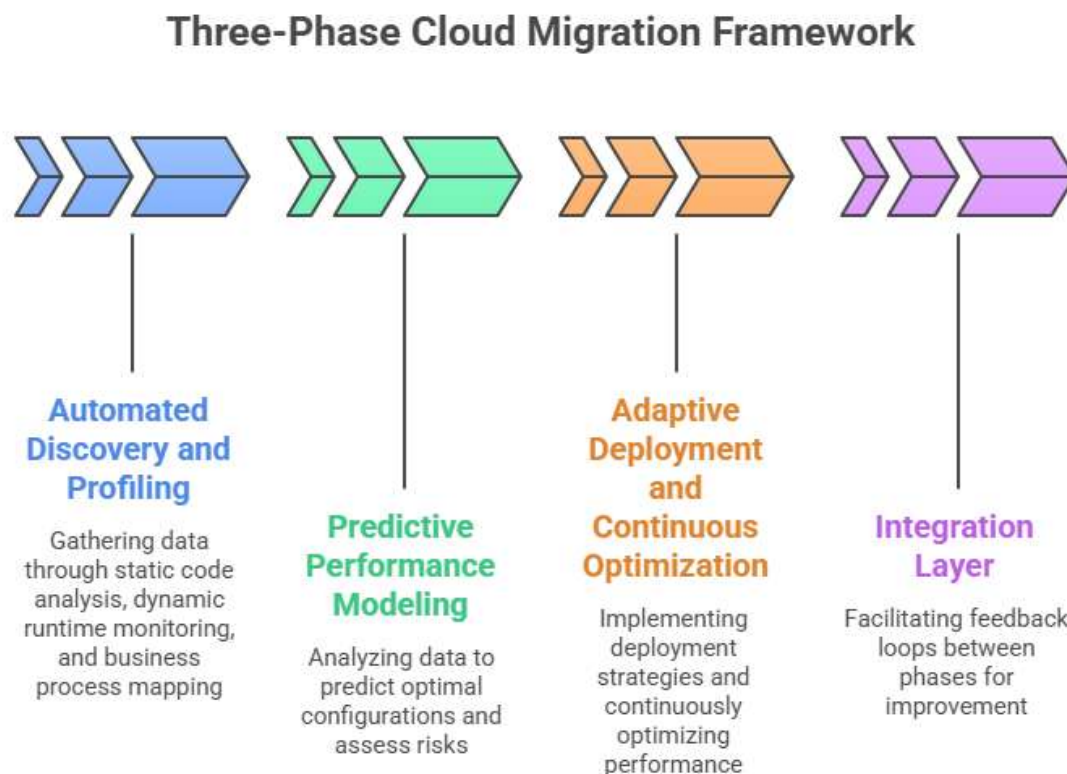 Three-Phase Cloud Migration Framework
Automated
Discovery and
Profiling
Gathering data
through static code
analysis, dynamic
runtime monitoring,
and business
process mapping
Predictive
Performance
Modeling
Analyzing data to
predict optimal
configurations and
assess risks
Adaptive
Deployment
and
Continuous
Optimization
Implementing
deployment
strategies and
continuously
optimizing
performance
Integration
Layer
Facilitating feedback
loops between
phases for
improvement